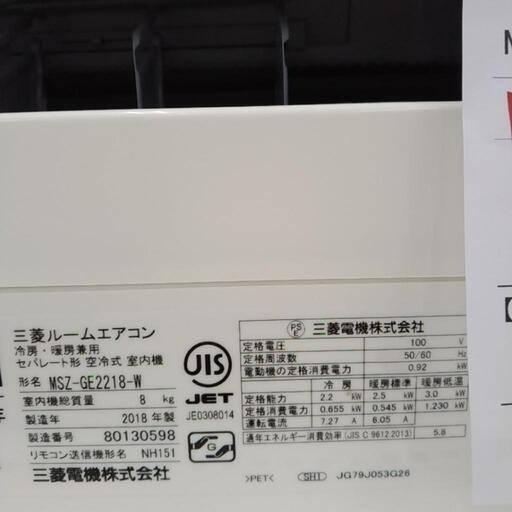 三菱ルームエアコン
冷房・暖房兼用
セパレート形 空冷式 室内機
形名 MSZ-GE2218-W
室内機総質量 8 kg
製造年 2018 年製
製造番号 80130598
リモコン送信機形名 NH151
三菱電機株式会社
JIS
JET
JE0308014
G
PS E 三菱電機株式会社
定格電圧 100 V
定格周波数 50/60 Hz
電動機の定格消費電力 0.92 kW
冷 房 暖房標準 暖房低温
定格能力 2.2 kW 2.5 kW 3.0 kW
定格消費電力 0.655 kW 0.545 kW 1.230 kW
運転電流 7.27 A 6.05 A
通年エネルギー消費効率 (JIS C 9612:2013) 5.8
>PET< SH1 JG79J053G26
年